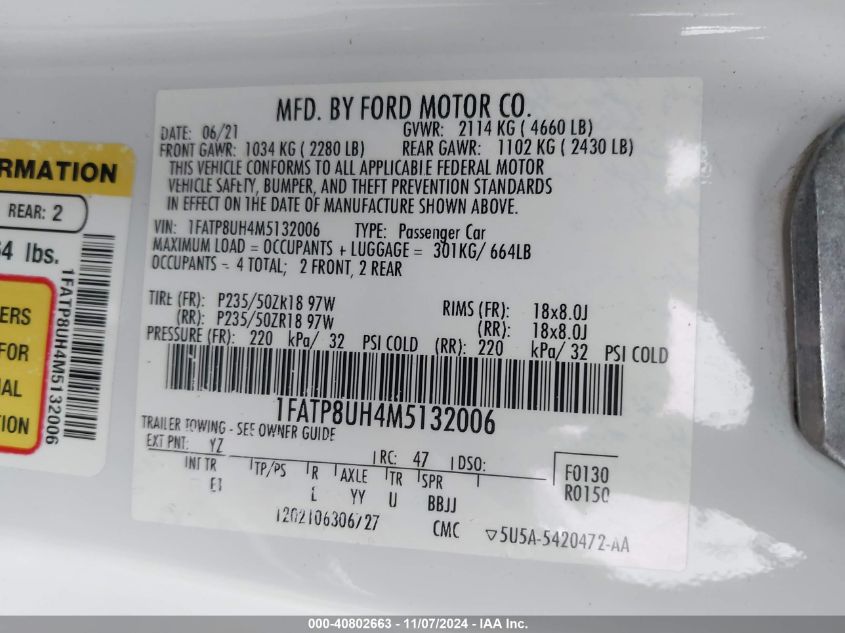 MFD. BY FORD MOTOR CO.
DATE: 06/21 GVWR: 2114 KG ( 4660 LB)
FRONT GAWR: 1034 KG ( 2280 LB) REAR GAWR: 1102 KG ( 2430 LB)
THIS VEHICLE CONFORMS TO ALL APPLICABLE FEDERAL MOTOR
VEHICLE SAFETY, BUMPER, AND THEFT PREVENTION STANDARDS
IN EFFECT ON THE DATE OF MANUFACTURE SHOWN ABOVE.
VIN: 1FATP8UH4M5132006 TYPE: Passenger Car
MAXIMUM LOAD = OCCUPANTS + LUGGAGE = 301KG/ 664LB
OCCUPANTS = 4 TOTAL; 2 FRONT, 2 REAR
TIRE (FR): P235/50ZR18 97W RIMS (FR): 18x8.0J
(RR): P235/50ZR18 97W (RR): 18x8.0J
PRESSURE (FR): 220 kPa/ 32 PSI COLD (RR): 220 kPa/ 32 PSI COLD
1FATP8UH4M5132006
TRAILER TOWING - SEE OWNER GUIDE
EXT PNT: YZ RC: 47 DSO:
INT TR TP/PS R AXLE TR SPR F0130
EI L YY U BBJJ R0150
1202106306727 CMC ▽5U5A-5420472-AA
RMATION
REAR: 2
64 lbs.
ERS
FOR
IAL
TION
1FATP8UH4M5132006
000-40802663 - 11/07/2024 - IAAI.com